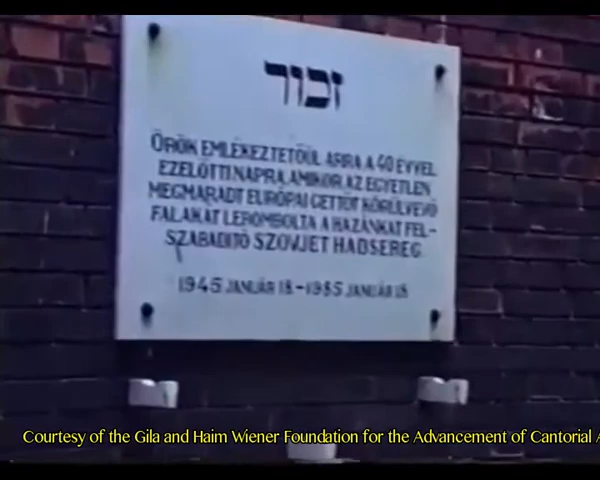 זכור
ÖRÖK EMLÉKEZTETŐÜL ARRA A 40 ÉVVEL
EZELŐTTI NAPRA, AMIKOR AZ EGYETLEN
MEGMARADT EURÓPAI GETTÓT KÖRÜLVEVŐ
FALAKAT LEROMBOLTA A HAZÁNKAT FEL-
SZABADITÓ SZOVJET HADSEREG
1945 JANUÁR 18.-1985 JANUÁR 18.
Courtesy of the Gila and Haim Wiener Foundation for the Advancement of Cantorial A